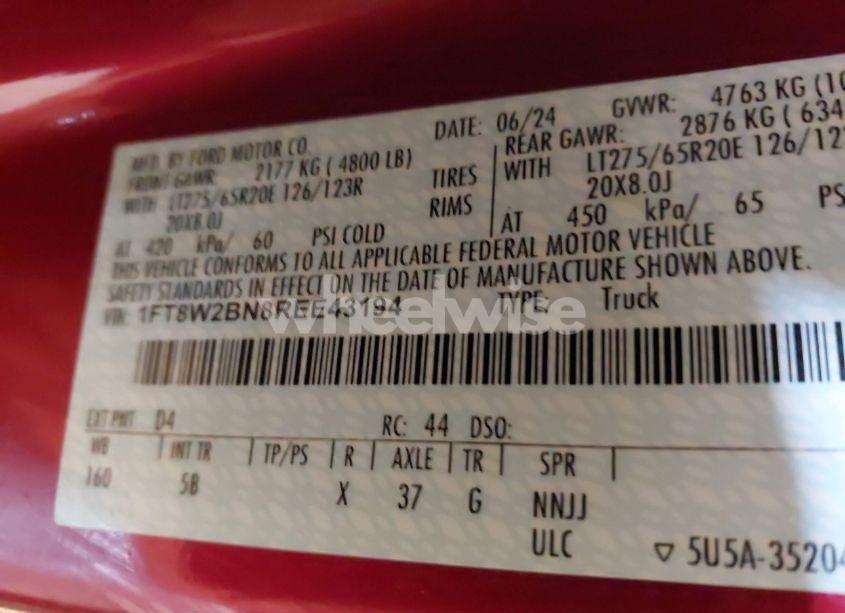 MFD. BY FORD MOTOR CO. DATE: 06/24 GVWR: 4763 KG (10
FRONT GAWR: 2177 KG ( 4800 LB) REAR GAWR: 2876 KG ( 634
WITH LT275/65R20E 126/123R TIRES WITH LT275/65R20E 126/12
20X8.0J RIMS 20X8.0J
AT 420 kPa/ 60 PSI COLD AT 450 kPa/ 65 PS
THIS VEHICLE CONFORMS TO ALL APPLICABLE FEDERAL MOTOR VEHICLE
SAFETY STANDARDS IN EFFECT ON THE DATE OF MANUFACTURE SHOWN ABOVE.
VIN: 1FT8W2BN8REE43194 TYPE: Truck
wheelwise
EXT PNT D4 RC: 44 DSO:
WB INT TR TP/PS R AXLE TR SPR
160 5B X 37 G NNJJ
ULC ▽ 5U5A-35204